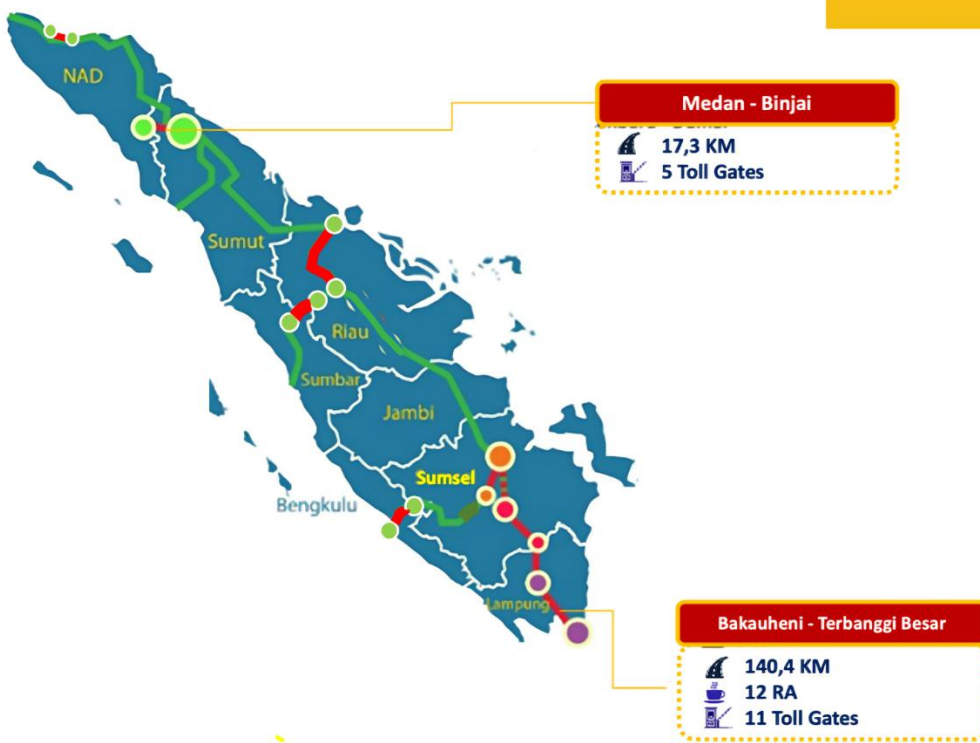 NAD
Medan - Binjai
17,3 KM
5 Toll Gates
Sumut
Riau
Sumbar
Jambi
Sumsel
Bengkulu
Lampung
Bakauheni - Terbanggi Besar
140,4 KM
12 RA
11 Toll Gates